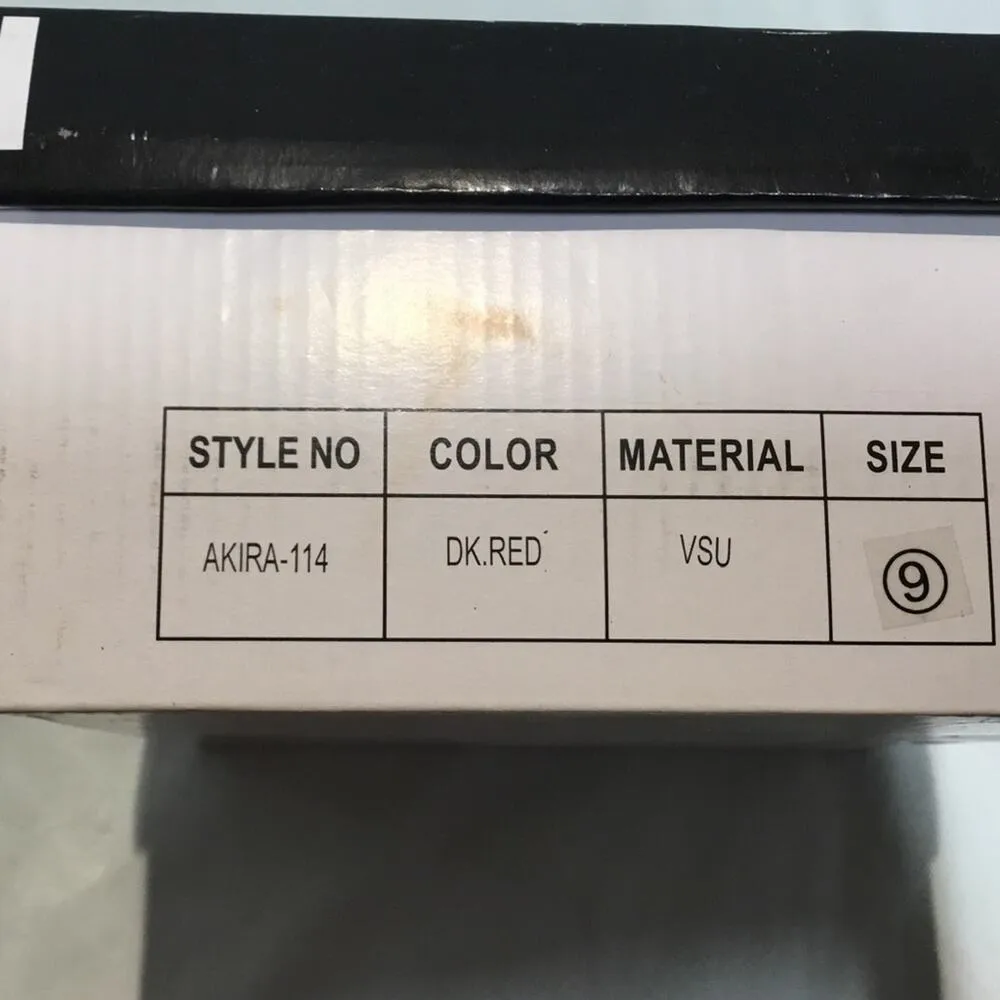 STYLE NO COLOR MATERIAL SIZE
AKIRA-114 DK.RED VSU 9